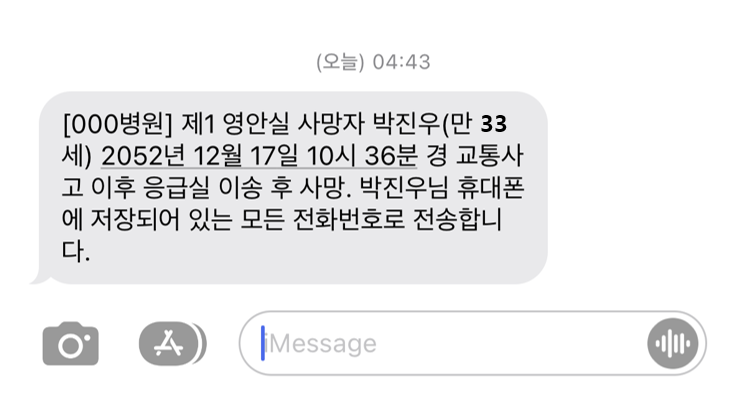 (오늘) 04:43
[000병원] 제1 영안실 사망자 박진우(만 33
세) 2052년 12월 17일 10시 36분 경 교통사
고 이후 응급실 이송 후 사망. 박진우님 휴대폰
에 저장되어 있는 모든 전화번호로 전송합니
다.
iMessage